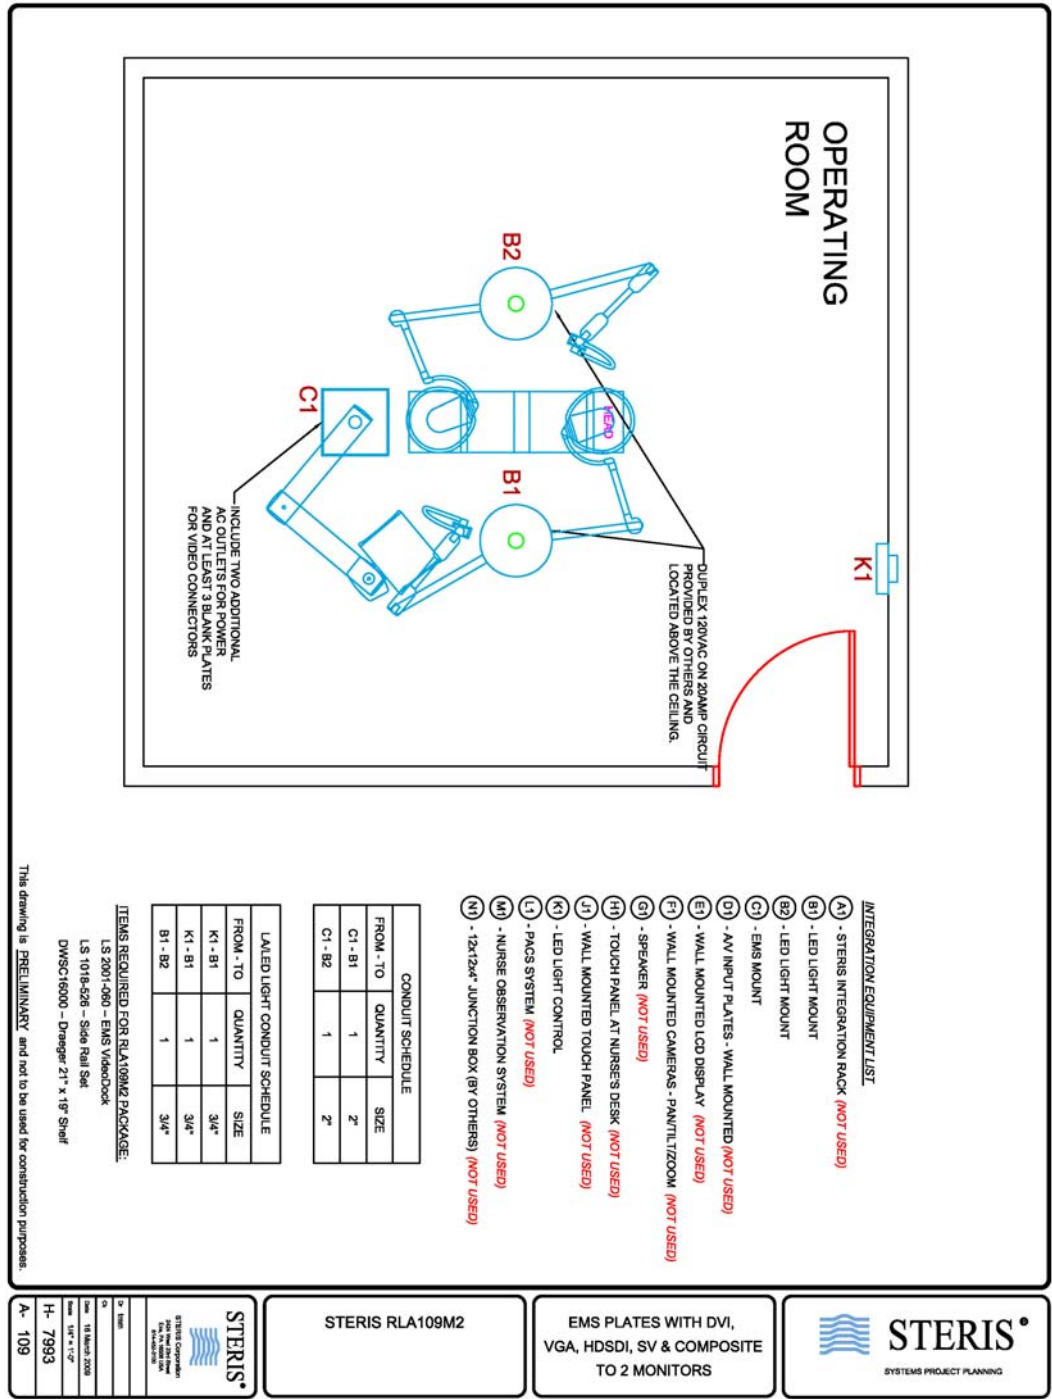 OPERATING
ROOM
B2
C1
B1
K1
HEAD
INCLUDE TWO ADDITIONAL
AC OUTLETS FOR POWER
AND AT LEAST 3 BLANK PLATES
FOR VIDEO CONNECTORS
DUPLEX 120VAC ON 20AMP CIRCUIT
PROVIDED BY OTHERS AND
LOCATED ABOVE THE CEILING.
INTEGRATION EQUIPMENT LIST
A1 - STERIS INTEGRATION RACK (NOT USED)
B1 - LED LIGHT MOUNT
B2 - LED LIGHT MOUNT
C1 - EMS MOUNT
D1 - A/V INPUT PLATES - WALL MOUNTED (NOT USED)
E1 - WALL MOUNTED LCD DISPLAY (NOT USED)
F1 - WALL MOUNTED CAMERAS - PAN/TILT/ZOOM (NOT USED)
G1 - SPEAKER (NOT USED)
H1 - TOUCH PANEL AT NURSE'S DESK (NOT USED)
J1 - WALL MOUNTED TOUCH PANEL (NOT USED)
K1 - LED LIGHT CONTROL
L1 - PACS SYSTEM (NOT USED)
M1 - NURSE OBSERVATION SYSTEM (NOT USED)
N1 - 12x12x4" JUNCTION BOX (BY OTHERS) (NOT USED)
CONDUIT SCHEDULE
FROM - TO QUANTITY SIZE
C1 - B1 1 2"
C1 - B2 1 2"
LA/LED LIGHT CONDUIT SCHEDULE
FROM - TO QUANTITY SIZE
K1 - B1 1 3/4"
K1 - B1 1 3/4"
B1 - B2 1 3/4"
ITEMS REQUIRED FOR RLA109M2 PACKAGE:
LS 2001-060 – EMS VideoDock
LS 1018-526 – Side Rail Set
DWSC16000 – Draeger 21" x 19" Shelf
This drawing is PRELIMINARY and not to be used for construction purposes.
STERIS®
SYSTEMS PROJECT PLANNING
EMS PLATES WITH DVI,
VGA, HDSDI, SV & COMPOSITE
TO 2 MONITORS
STERIS RLA109M2
STERIS®
STERIS Corporation
Date 18 March 2009
Scale 1/4" = 1'-0"
H- 7993
A- 109